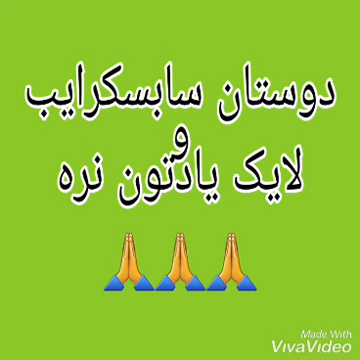 دوستان سابسکرایب
و
لایک یادتون نره
🙏🙏🙏
Made With
VivaVideo